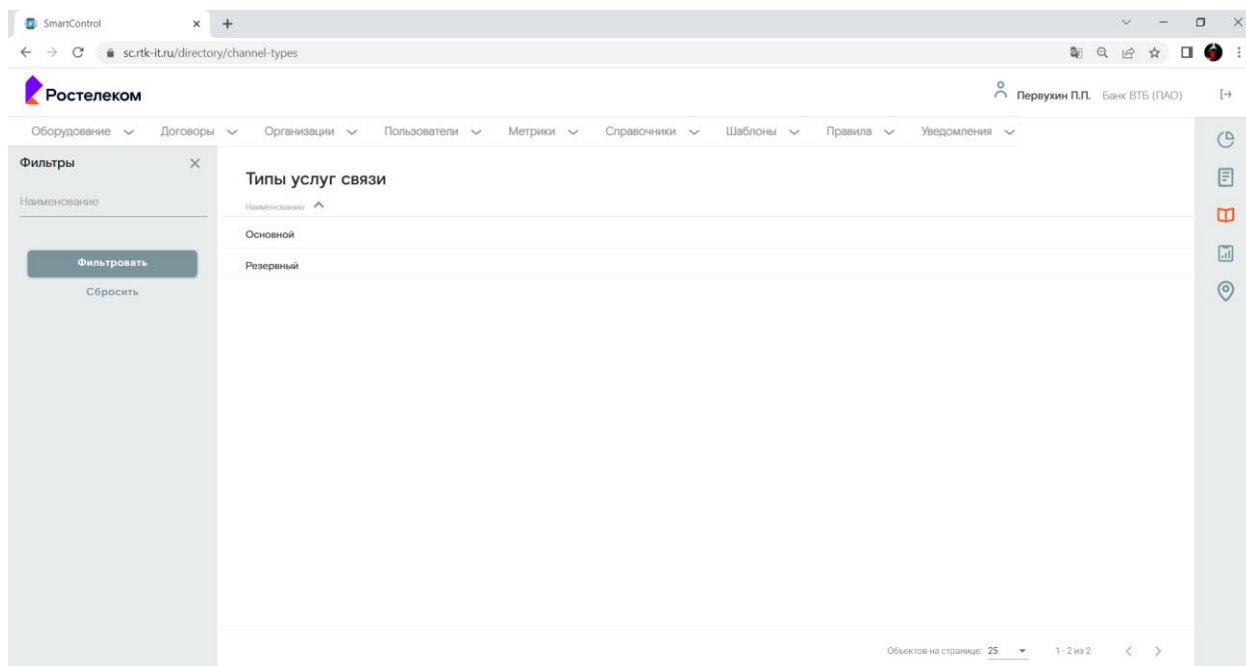 SmartControl
sc.rtk-it.ru/directory/channel-types
Ростелеком
Первухин П.П. Банк ВТБ (ПАО)
Оборудование Договоры Организации Пользователи Метрики Справочники Шаблоны Правила Уведомления
Фильтры
Наименование
Фильтровать
Сбросить
Типы услуг связи
Наименование
Основной
Резервный
Объектов на странице: 25 1 - 2 из 2